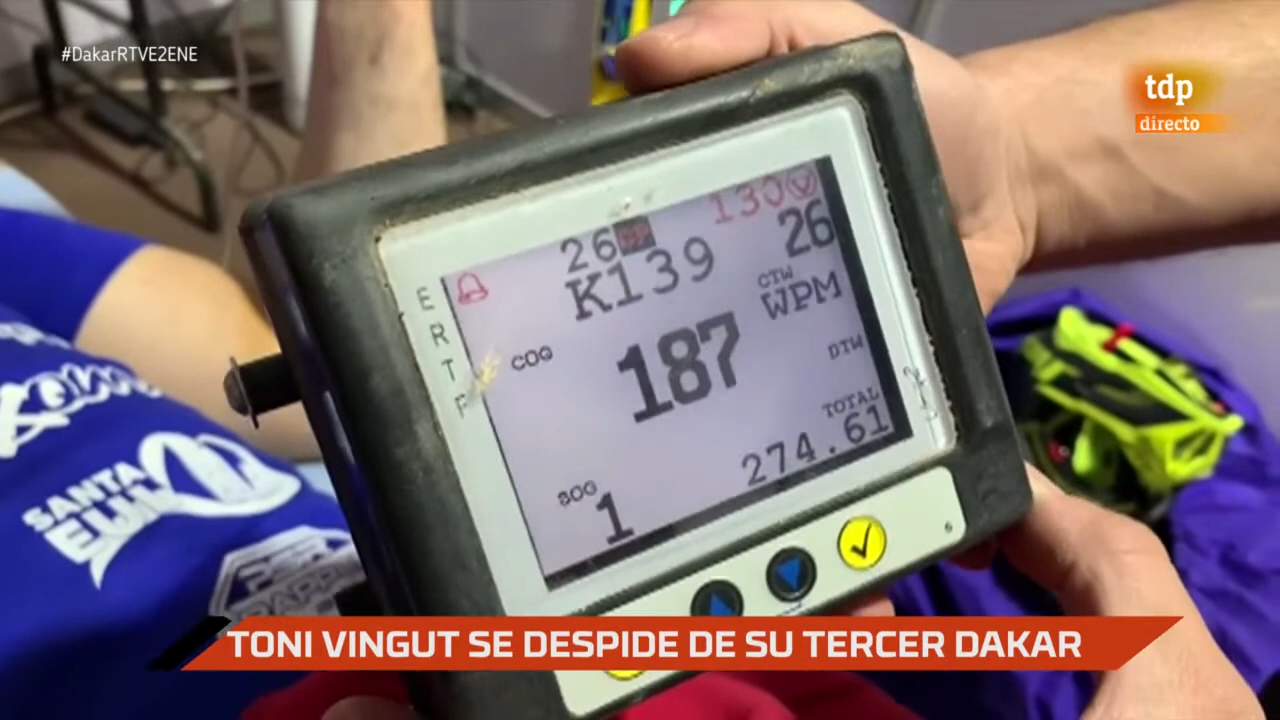 #DakarRTVE2ENE
tdp
directo
ERTF
130
26
26
K139
CTW
WPM
COG
187
DTW
TOTAL
274.61
SOG
1
SANTA
TONI VINGUT SE DESPIDE DE SU TERCER DAKAR